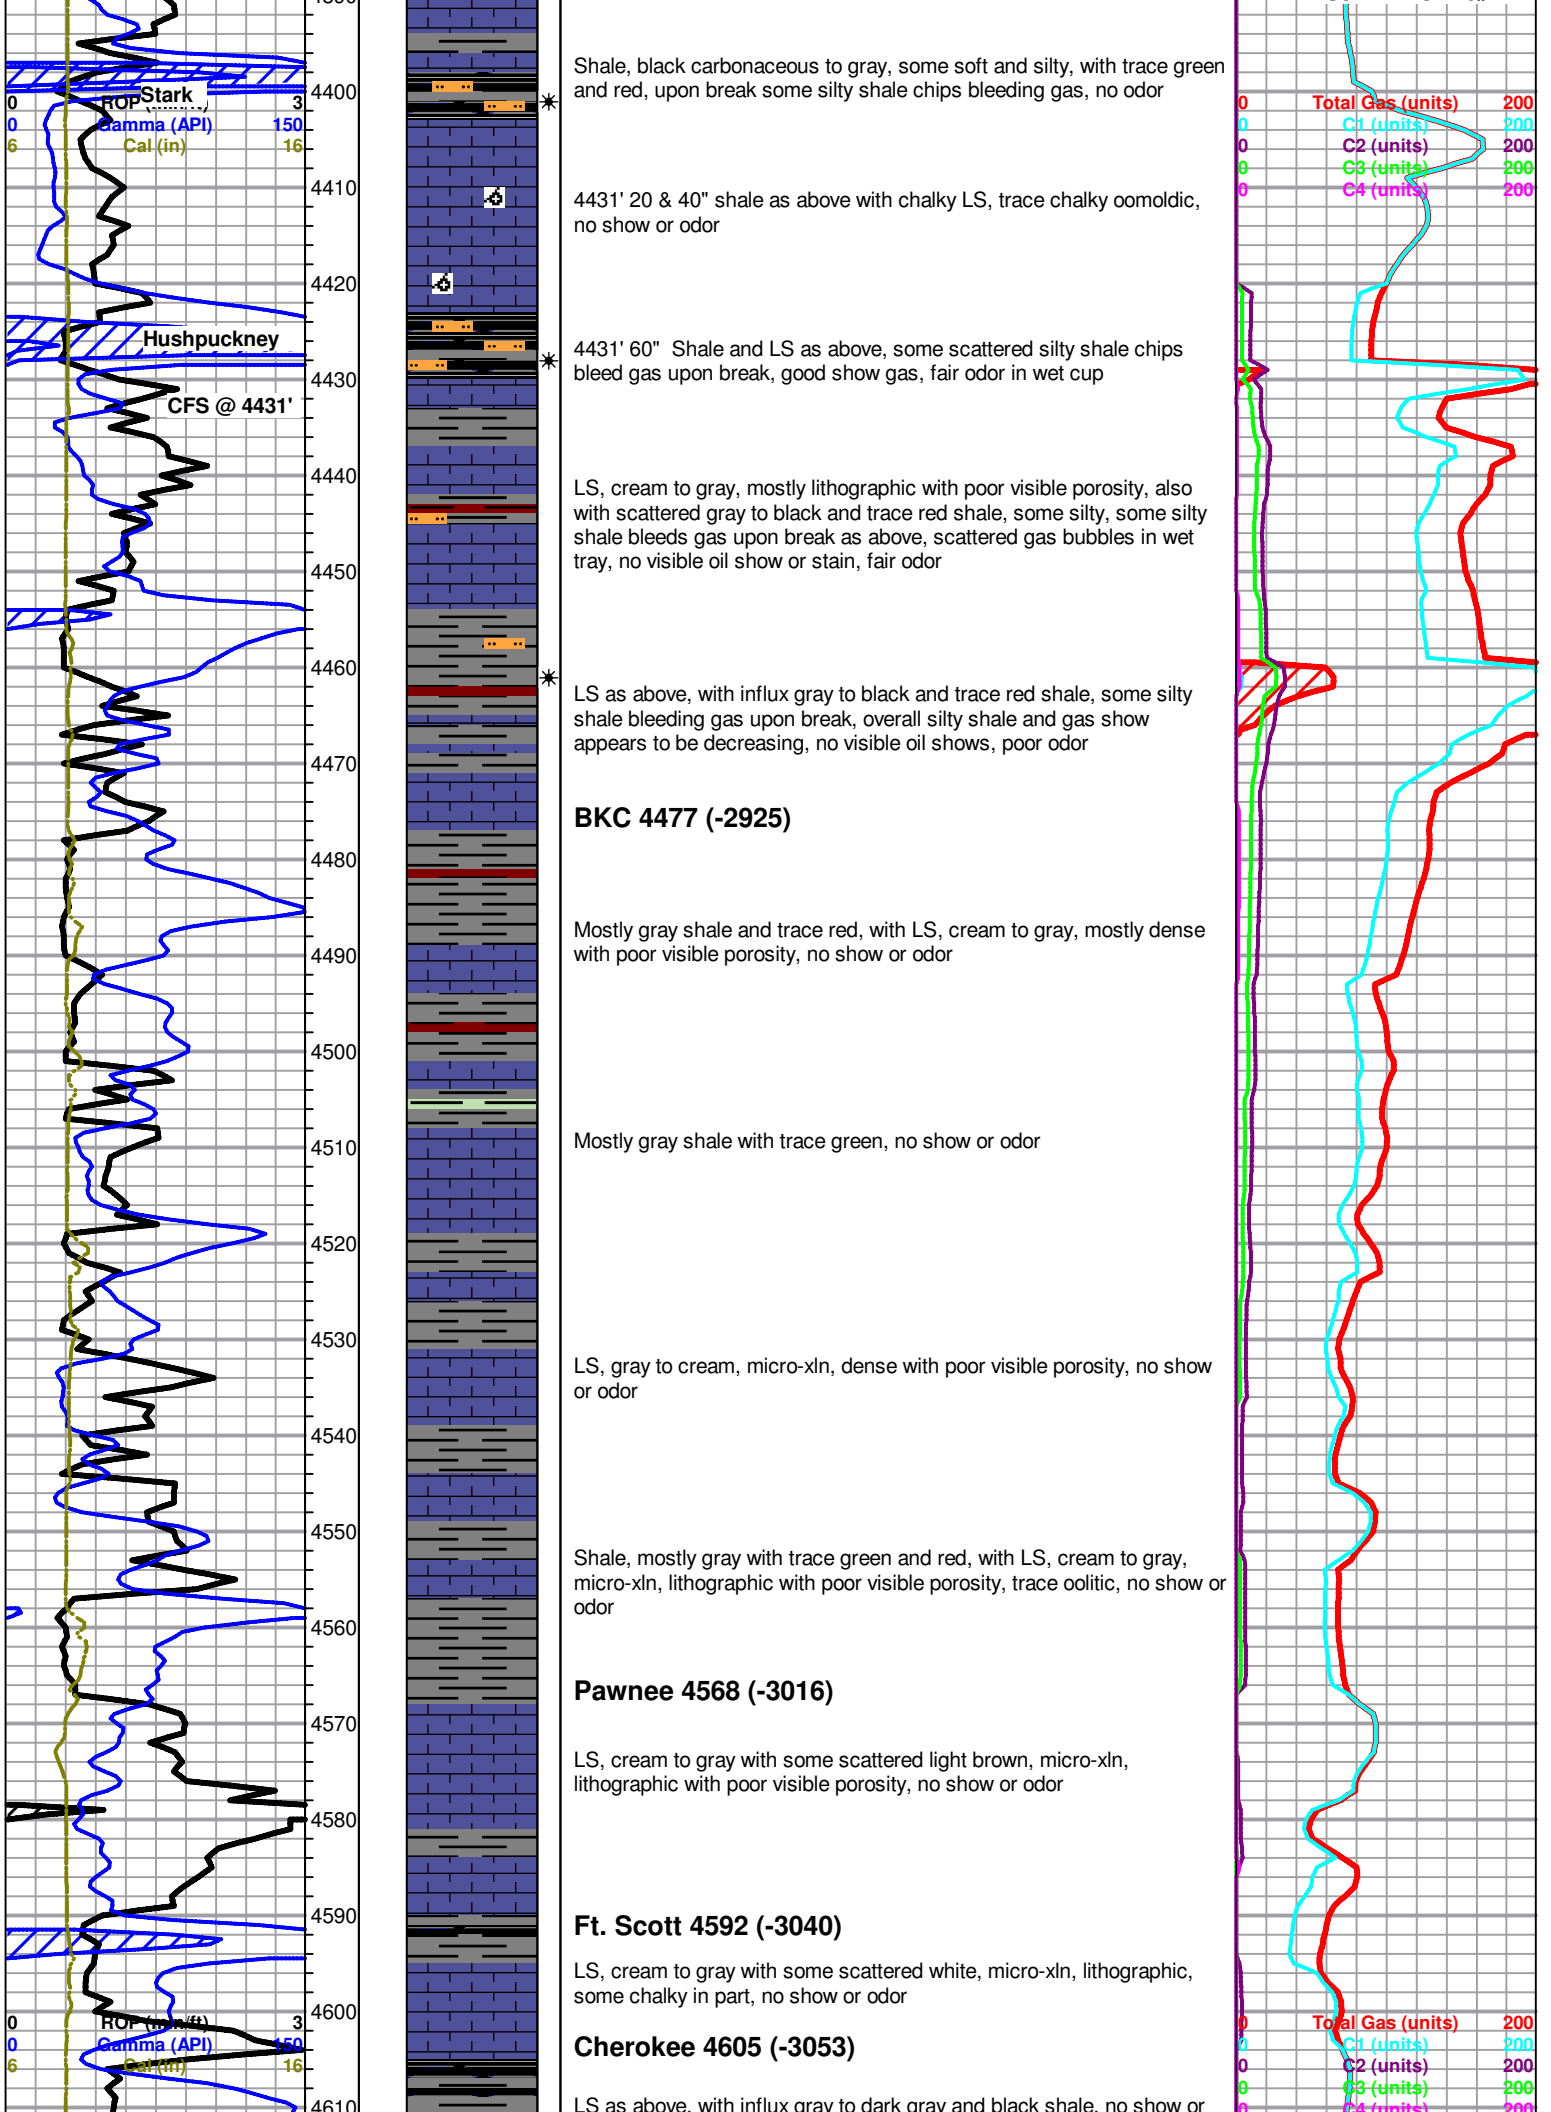 Shale, black carbonaceous to gray, some soft and silty, with trace green
and red, upon break some silty shale chips bleeding gas, no odor
4400
Stark
0 ROP (min/ft) 3
0 Gamma (API) 150
6 Cal (in) 16
0 Total Gas (units) 200
0 C1 (units) 200
0 C2 (units) 200
0 C3 (units) 200
0 C4 (units) 200
4410
4431' 20 & 40" shale as above with chalky LS, trace chalky oomoldic,
no show or odor
4420
Hushpuckney
4431' 60" Shale and LS as above, some scattered silty shale chips
bleed gas upon break, good show gas, fair odor in wet cup
4430
CFS @ 4431'
4440
LS, cream to gray, mostly lithographic with poor visible porosity, also
with scattered gray to black and trace red shale, some silty, some silty
shale bleeds gas upon break as above, scattered gas bubbles in wet
tray, no visible oil show or stain, fair odor
4450
4460
LS as above, with influx gray to black and trace red shale, some silty
shale bleeding gas upon break, overall silty shale and gas show
appears to be decreasing, no visible oil shows, poor odor
4470
BKC 4477 (-2925)
4480
Mostly gray shale and trace red, with LS, cream to gray, mostly dense
with poor visible porosity, no show or odor
4490
4500
4510
Mostly gray shale with trace green, no show or odor
4520
4530
LS, gray to cream, micro-xln, dense with poor visible porosity, no show
or odor
4540
4550
Shale, mostly gray with trace green and red, with LS, cream to gray,
micro-xln, lithographic with poor visible porosity, trace oolitic, no show or
odor
4560
Pawnee 4568 (-3016)
4570
LS, cream to gray with some scattered light brown, micro-xln,
lithographic with poor visible porosity, no show or odor
4580
4590
Ft. Scott 4592 (-3040)
LS, cream to gray with some scattered white, micro-xln, lithographic,
some chalky in part, no show or odor
4600
0 ROP (min/ft) 3
0 Gamma (API) 150
6 Cal (in) 16
0 Total Gas (units) 200
0 C1 (units) 200
0 C2 (units) 200
0 C3 (units) 200
0 C4 (units) 200
Cherokee 4605 (-3053)
4610
LS as above, with influx gray to dark gray and black shale, no show or